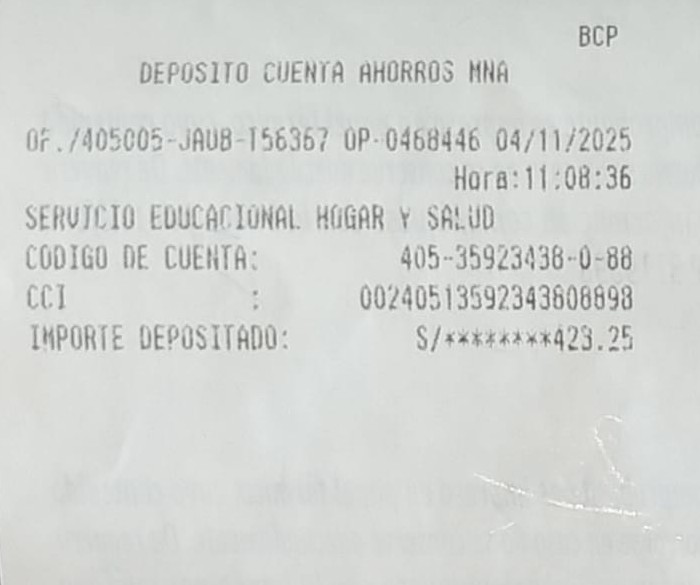 BCP
DEPOSITO CUENTA AHORROS MNA
OF./405005-JAUB-T56367 OP-0468446 04/11/2025
Hora:11:08:36
SERVICIO EDUCACIONAL HOGAR Y SALUD
CODIGO DE CUENTA: 405-35923438-0-88
CCI : 00240513592343808898
IMPORTE DEPOSITADO: S/********423.25